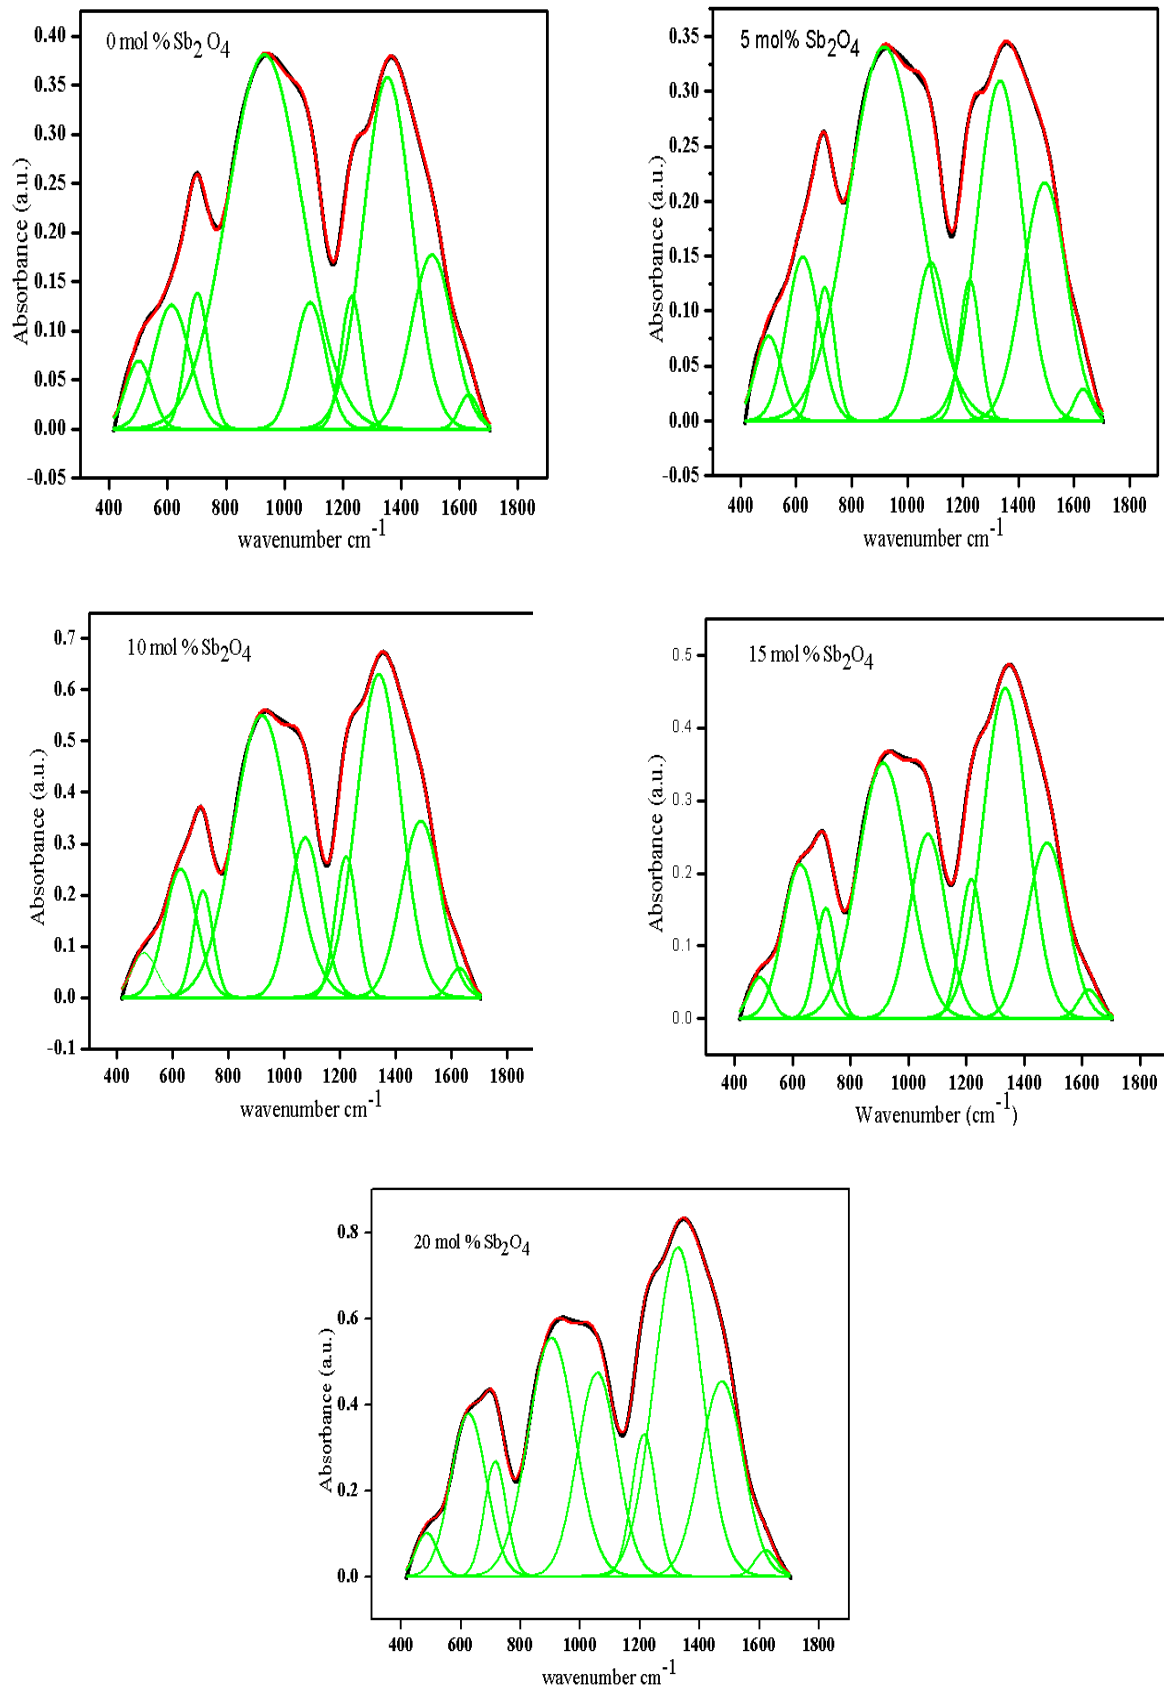 0 mol % Sb2 O4
0.40
0.35
0.30
0.25
0.20
0.15
0.10
0.05
0.00
-0.05
Absorbance (a.u.)
400 600 800 1000 1200 1400 1600 1800
wavenumber cm-1
5 mol% Sb2O4
0.35
0.30
0.25
0.20
0.15
0.10
0.05
0.00
-0.05
Absorbance (a.u.)
400 600 800 1000 1200 1400 1600 1800
wavenumber cm-1
10 mol % Sb2O4
0.7
0.6
0.5
0.4
0.3
0.2
0.1
0.0
-0.1
Absorbance (a.u.)
400 600 800 1000 1200 1400 1600 1800
wavenumber cm-1
15 mol % Sb2O4
0.5
0.4
0.3
0.2
0.1
0.0
Absorbance (a.u.)
400 600 800 1000 1200 1400 1600 1800
Wavenumber (cm-1)
20 mol % Sb2O4
0.8
0.6
0.4
0.2
0.0
Absorbance (a.u.)
400 600 800 1000 1200 1400 1600 1800
wavenumber cm-1